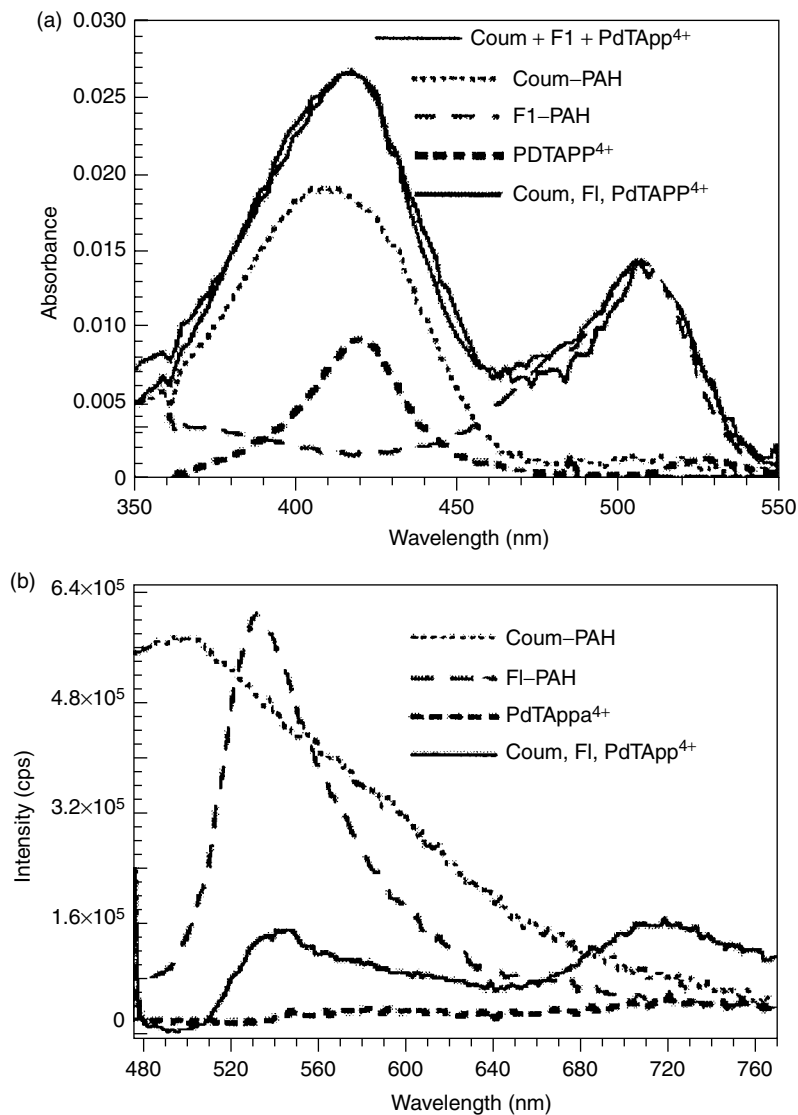 (a)
0.030
0.025
0.020
0.015
0.010
0.005
0
Absorbance
Coum + F1 + PdTApp⁴⁺
Coum–PAH
F1–PAH
PDTAPP⁴⁺
Coum, Fl, PdTAPP⁴⁺
350 400 450 500 550
Wavelength (nm)
(b)
6.4×10⁵
4.8×10⁵
3.2×10⁵
1.6×10⁵
0
Intensity (cps)
Coum–PAH
Fl–PAH
PdTAppa⁴⁺
Coum, Fl, PdTApp⁴⁺
480 520 560 600 640 680 720 760
Wavelength (nm)